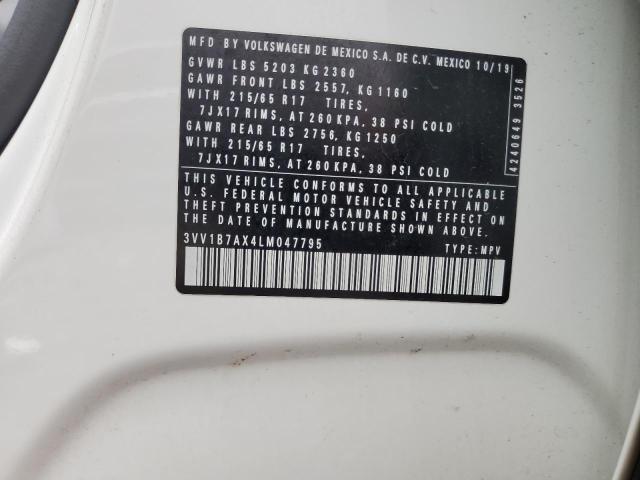 MFD BY VOLKSWAGEN DE MEXICO S.A. DE C.V. MEXICO 10/19
GVWR LBS 5203 KG 2360
GAWR FRONT LBS 2557, KG 1160
WITH 215/65 R17 TIRES,
7JX17 RIMS, AT 260 KPA, 38 PSI COLD
GAWR REAR LBS 2756, KG 1250
WITH 215/65 R17 TIRES,
7JX17 RIMS, AT 260 KPA, 38 PSI COLD
THIS VEHICLE CONFORMS TO ALL APPLICABLE
U.S. FEDERAL MOTOR VEHICLE SAFETY AND
THEFT PREVENTION STANDARDS IN EFFECT ON
THE DATE OF MANUFACTURE SHOWN ABOVE.
3VV1B7AX4LM047795 TYPE: MPV
4240649 3526